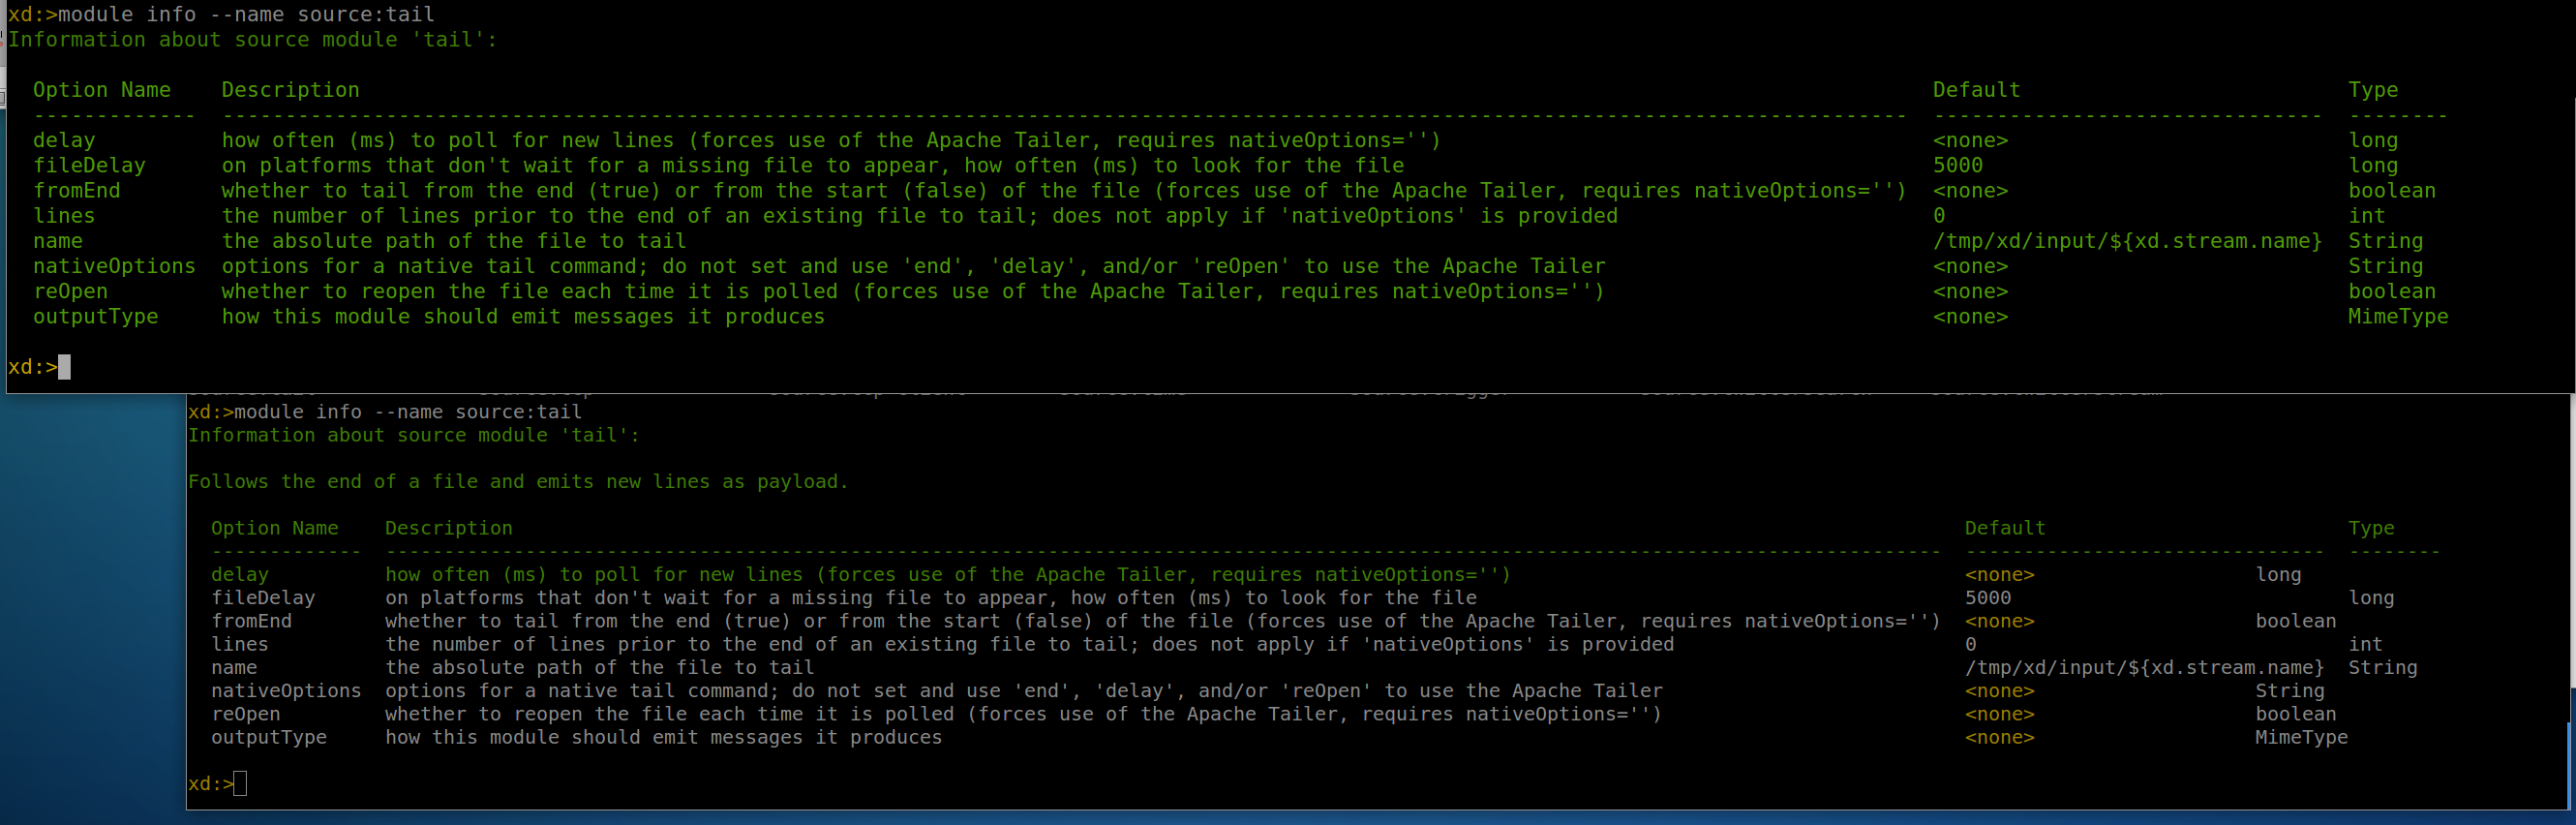 xd:>module info --name source:tail
Information about source module 'tail':
Option Name    Description    Default    Type
-------------  --------------------------------------------------------------------------------------------------------------------------------------  -------------------------------  --------
delay    how often (ms) to poll for new lines (forces use of the Apache Tailer, requires nativeOptions='')    <none>    long
fileDelay    on platforms that don't wait for a missing file to appear, how often (ms) to look for the file    5000    long
fromEnd    whether to tail from the end (true) or from the start (false) of the file (forces use of the Apache Tailer, requires nativeOptions='')    <none>    boolean
lines    the number of lines prior to the end of an existing file to tail; does not apply if 'nativeOptions' is provided    0    int
name    the absolute path of the file to tail    /tmp/xd/input/${xd.stream.name}    String
nativeOptions    options for a native tail command; do not set and use 'end', 'delay', and/or 'reOpen' to use the Apache Tailer    <none>    String
reOpen    whether to reopen the file each time it is polled (forces use of the Apache Tailer, requires nativeOptions='')    <none>    boolean
outputType    how this module should emit messages it produces    <none>    MimeType
xd:>
xd:>module info --name source:tail
Information about source module 'tail':
Follows the end of a file and emits new lines as payload.
Option Name    Description    Default    Type
-------------  --------------------------------------------------------------------------------------------------------------------------------------  -------------------------------  --------
delay    how often (ms) to poll for new lines (forces use of the Apache Tailer, requires nativeOptions='')    <none>    long
fileDelay    on platforms that don't wait for a missing file to appear, how often (ms) to look for the file    5000    long
fromEnd    whether to tail from the end (true) or from the start (false) of the file (forces use of the Apache Tailer, requires nativeOptions='')    <none>    boolean
lines    the number of lines prior to the end of an existing file to tail; does not apply if 'nativeOptions' is provided    0    int
name    the absolute path of the file to tail    /tmp/xd/input/${xd.stream.name}    String
nativeOptions    options for a native tail command; do not set and use 'end', 'delay', and/or 'reOpen' to use the Apache Tailer    <none>    String
reOpen    whether to reopen the file each time it is polled (forces use of the Apache Tailer, requires nativeOptions='')    <none>    boolean
outputType    how this module should emit messages it produces    <none>    MimeType
xd:>